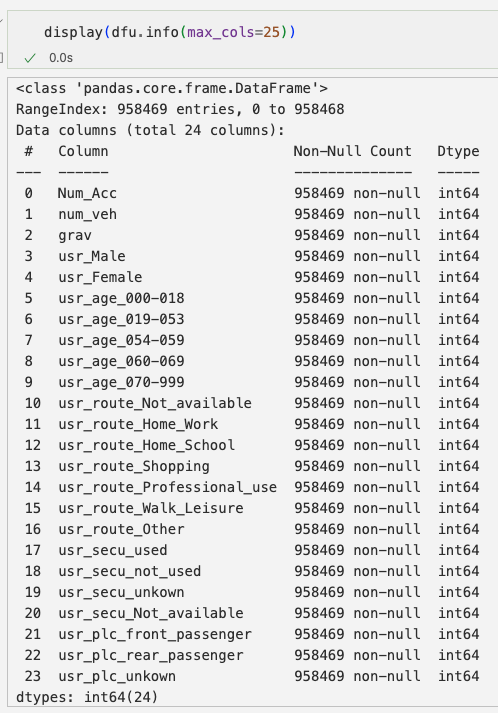 display(dfu.info(max_cols=25))
0.0s
<class 'pandas.core.frame.DataFrame'>
RangeIndex: 958469 entries, 0 to 958468
Data columns (total 24 columns):
#   Column   Non-Null Count   Dtype
---  ------   --------------   -----
0   Num_Acc   958469 non-null   int64
1   num_veh   958469 non-null   int64
2   grav   958469 non-null   int64
3   usr_Male   958469 non-null   int64
4   usr_Female   958469 non-null   int64
5   usr_age_000-018   958469 non-null   int64
6   usr_age_019-053   958469 non-null   int64
7   usr_age_054-059   958469 non-null   int64
8   usr_age_060-069   958469 non-null   int64
9   usr_age_070-999   958469 non-null   int64
10   usr_route_Not_available   958469 non-null   int64
11   usr_route_Home_Work   958469 non-null   int64
12   usr_route_Home_School   958469 non-null   int64
13   usr_route_Shopping   958469 non-null   int64
14   usr_route_Professional_use   958469 non-null   int64
15   usr_route_Walk_Leisure   958469 non-null   int64
16   usr_route_Other   958469 non-null   int64
17   usr_secu_used   958469 non-null   int64
18   usr_secu_not_used   958469 non-null   int64
19   usr_secu_unkown   958469 non-null   int64
20   usr_secu_Not_available   958469 non-null   int64
21   usr_plc_front_passenger   958469 non-null   int64
22   usr_plc_rear_passenger   958469 non-null   int64
23   usr_plc_unkown   958469 non-null   int64
dtypes: int64(24)